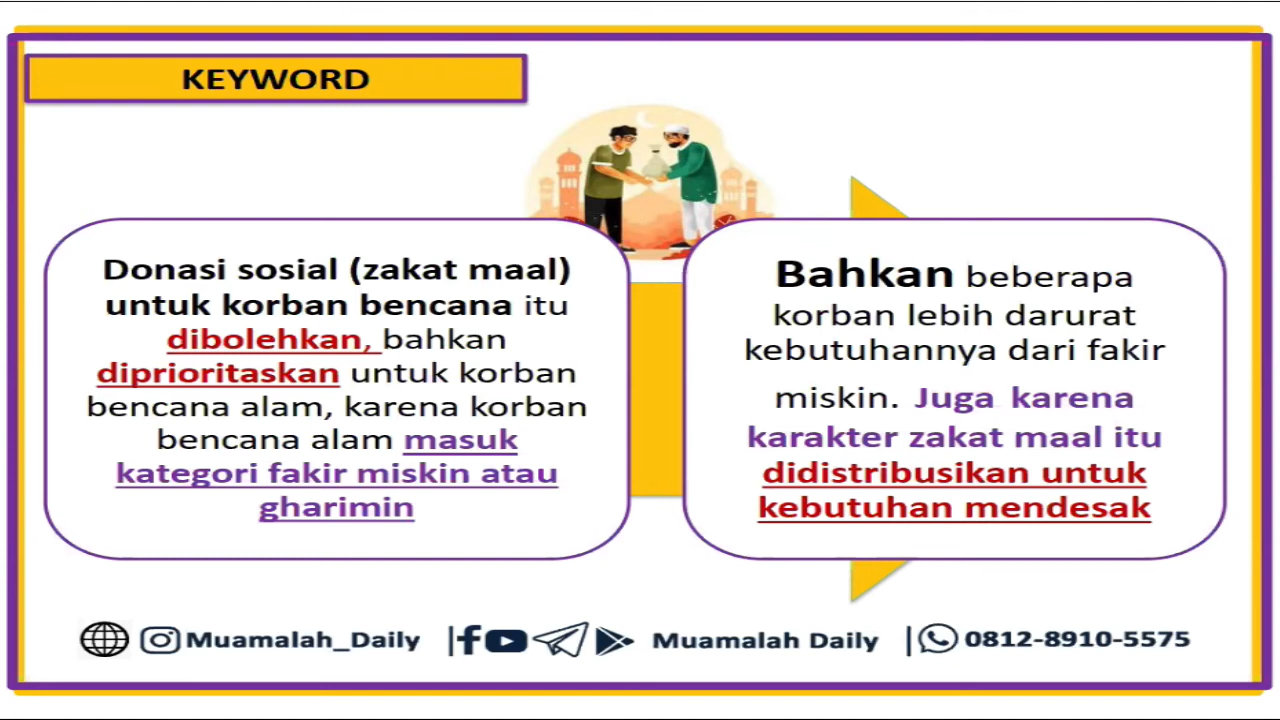 KEYWORD
Donasi sosial (zakat maal)
untuk korban bencana itu
dibolehkan, bahkan
diprioritaskan untuk korban
bencana alam, karena korban
bencana alam masuk
kategori fakir miskin atau
gharimin
Bahkan beberapa
korban lebih darurat
kebutuhannya dari fakir
miskin. Juga karena
karakter zakat maal itu
didistribusikan untuk
kebutuhan mendesak
Muamalah_Daily | Muamalah Daily | 0812-8910-5575